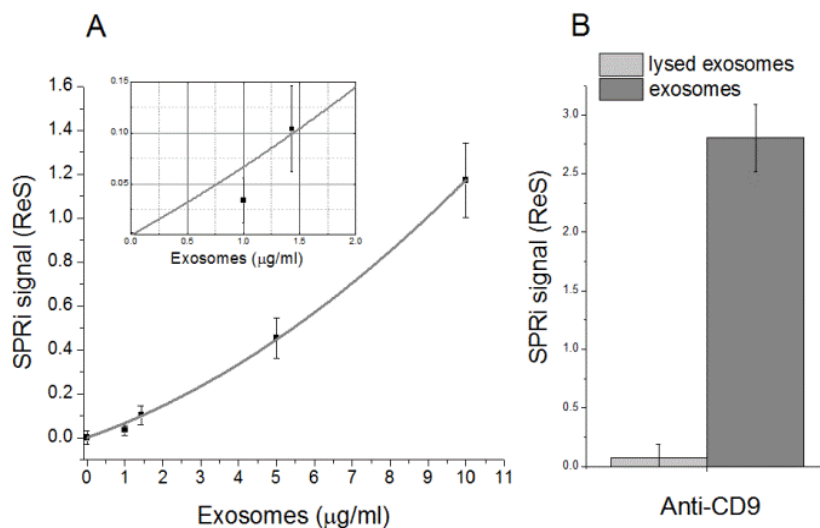 A
SPRi signal (ReS)
1.6
1.4
1.2
1.0
0.8
0.6
0.4
0.2
0.0
0 1 2 3 4 5 6 7 8 9 10 11
Exosomes (μg/ml)
0.15
0.10
0.05
0.0 0.5 1.0 1.5 2.0
Exosomes (μg/ml)
B
lysed exosomes
exosomes
SPRi signal (ReS)
3.0
2.5
2.0
1.5
1.0
0.5
0.0
Anti-CD9